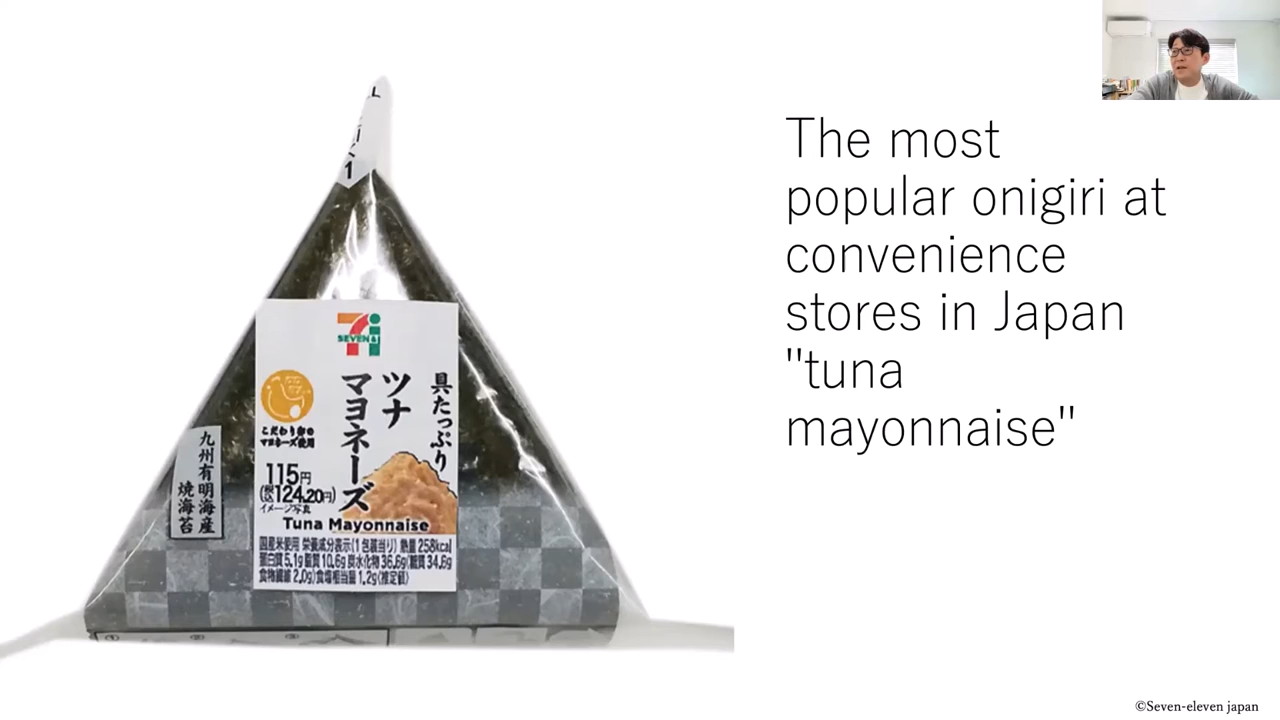 The most
popular onigiri at
convenience
stores in Japan
"tuna
mayonnaise"
1
SEVEN&i
具たっぷり
ツナ
マヨネーズ
こだわり卵の
マヨネーズ使用
115円
(税込124.20円)
イメージ写真
Tuna Mayonnaise
国産米使用 栄養成分表示(1包装当り) 熱量258kcal
蛋白質5.1g 脂質10.6g 炭水化物36.6g(糖質34.6g
食物繊維2.0g)食塩相当量1.2g(推定値)
九州有明海産
焼海苔
©Seven-eleven japan